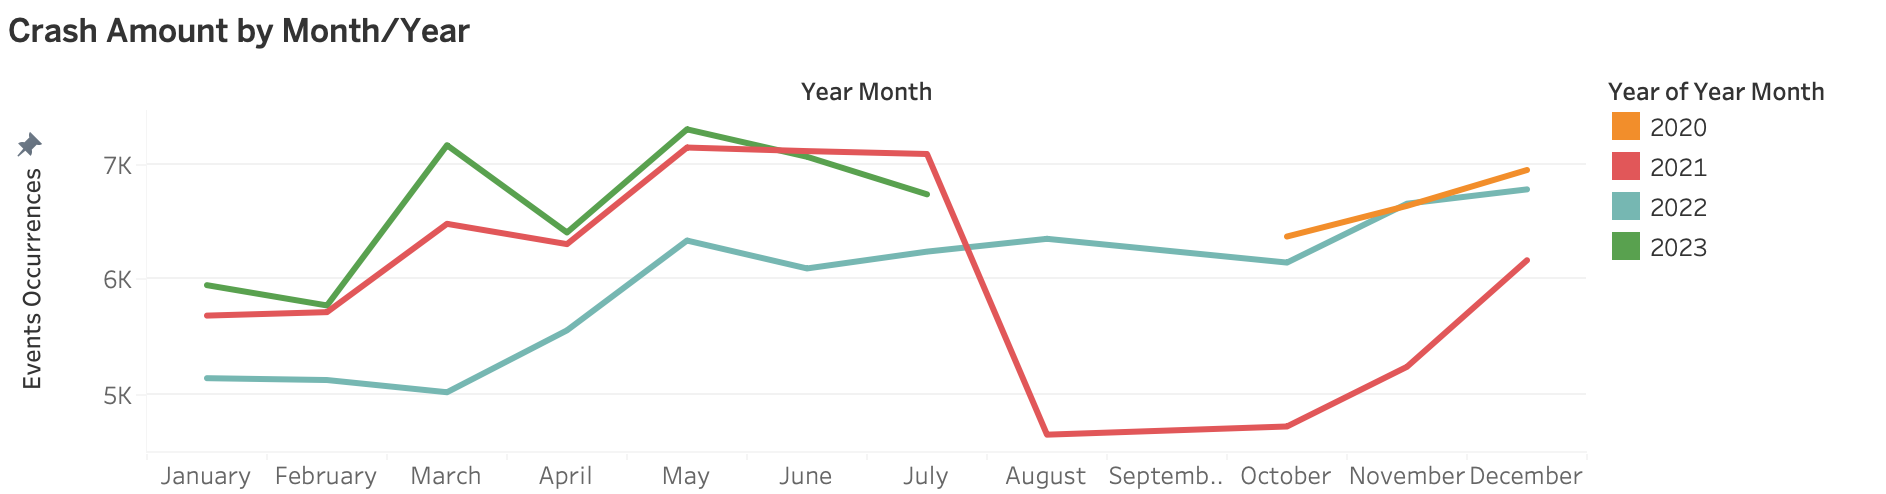 Crash Amount by Month/Year
Year Month
Events Occurrences
7K
6K
5K
January February March April May June July August Septemb.. October November December
Year of Year Month
2020
2021
2022
2023